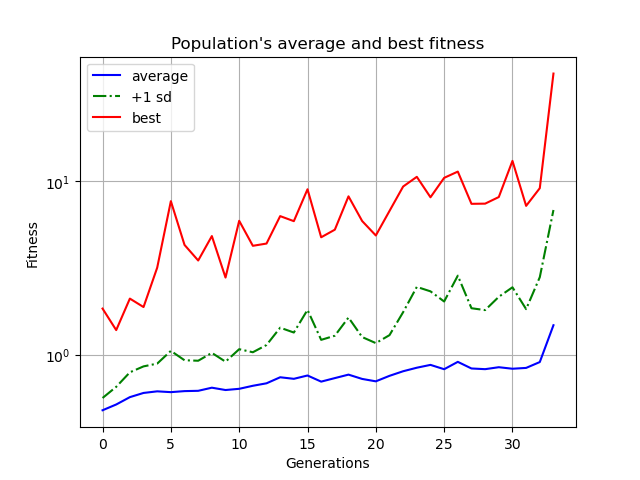 Population's average and best fitness
average
+1 sd
best
10¹
10⁰
Fitness
0 5 10 15 20 25 30
Generations